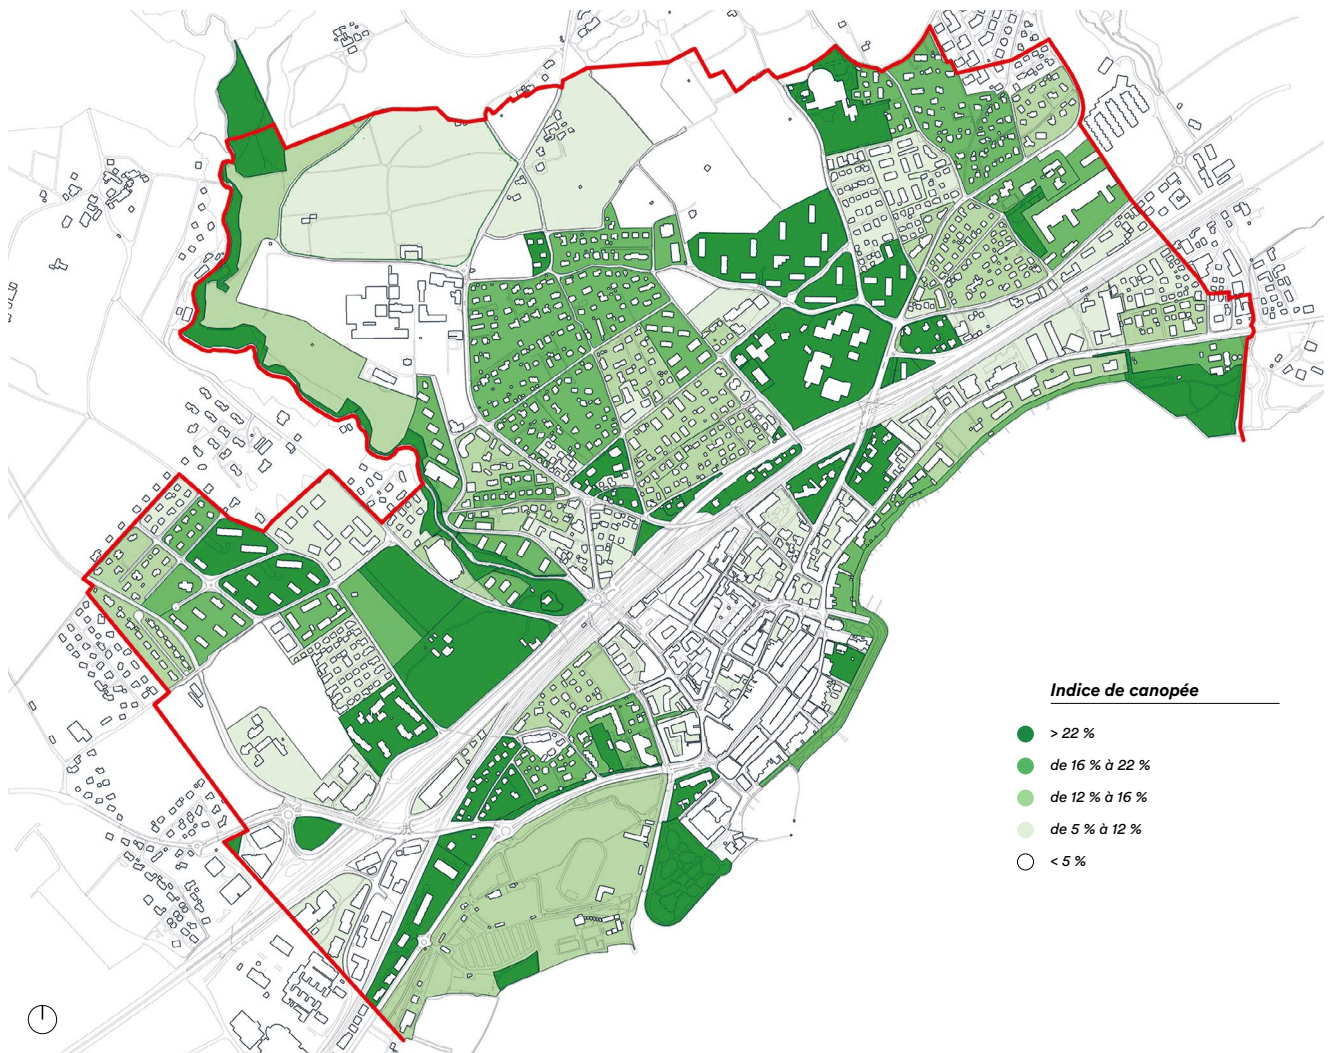 Indice de canopée
> 22 %
de 16 % à 22 %
de 12 % à 16 %
de 5 % à 12 %
< 5 %